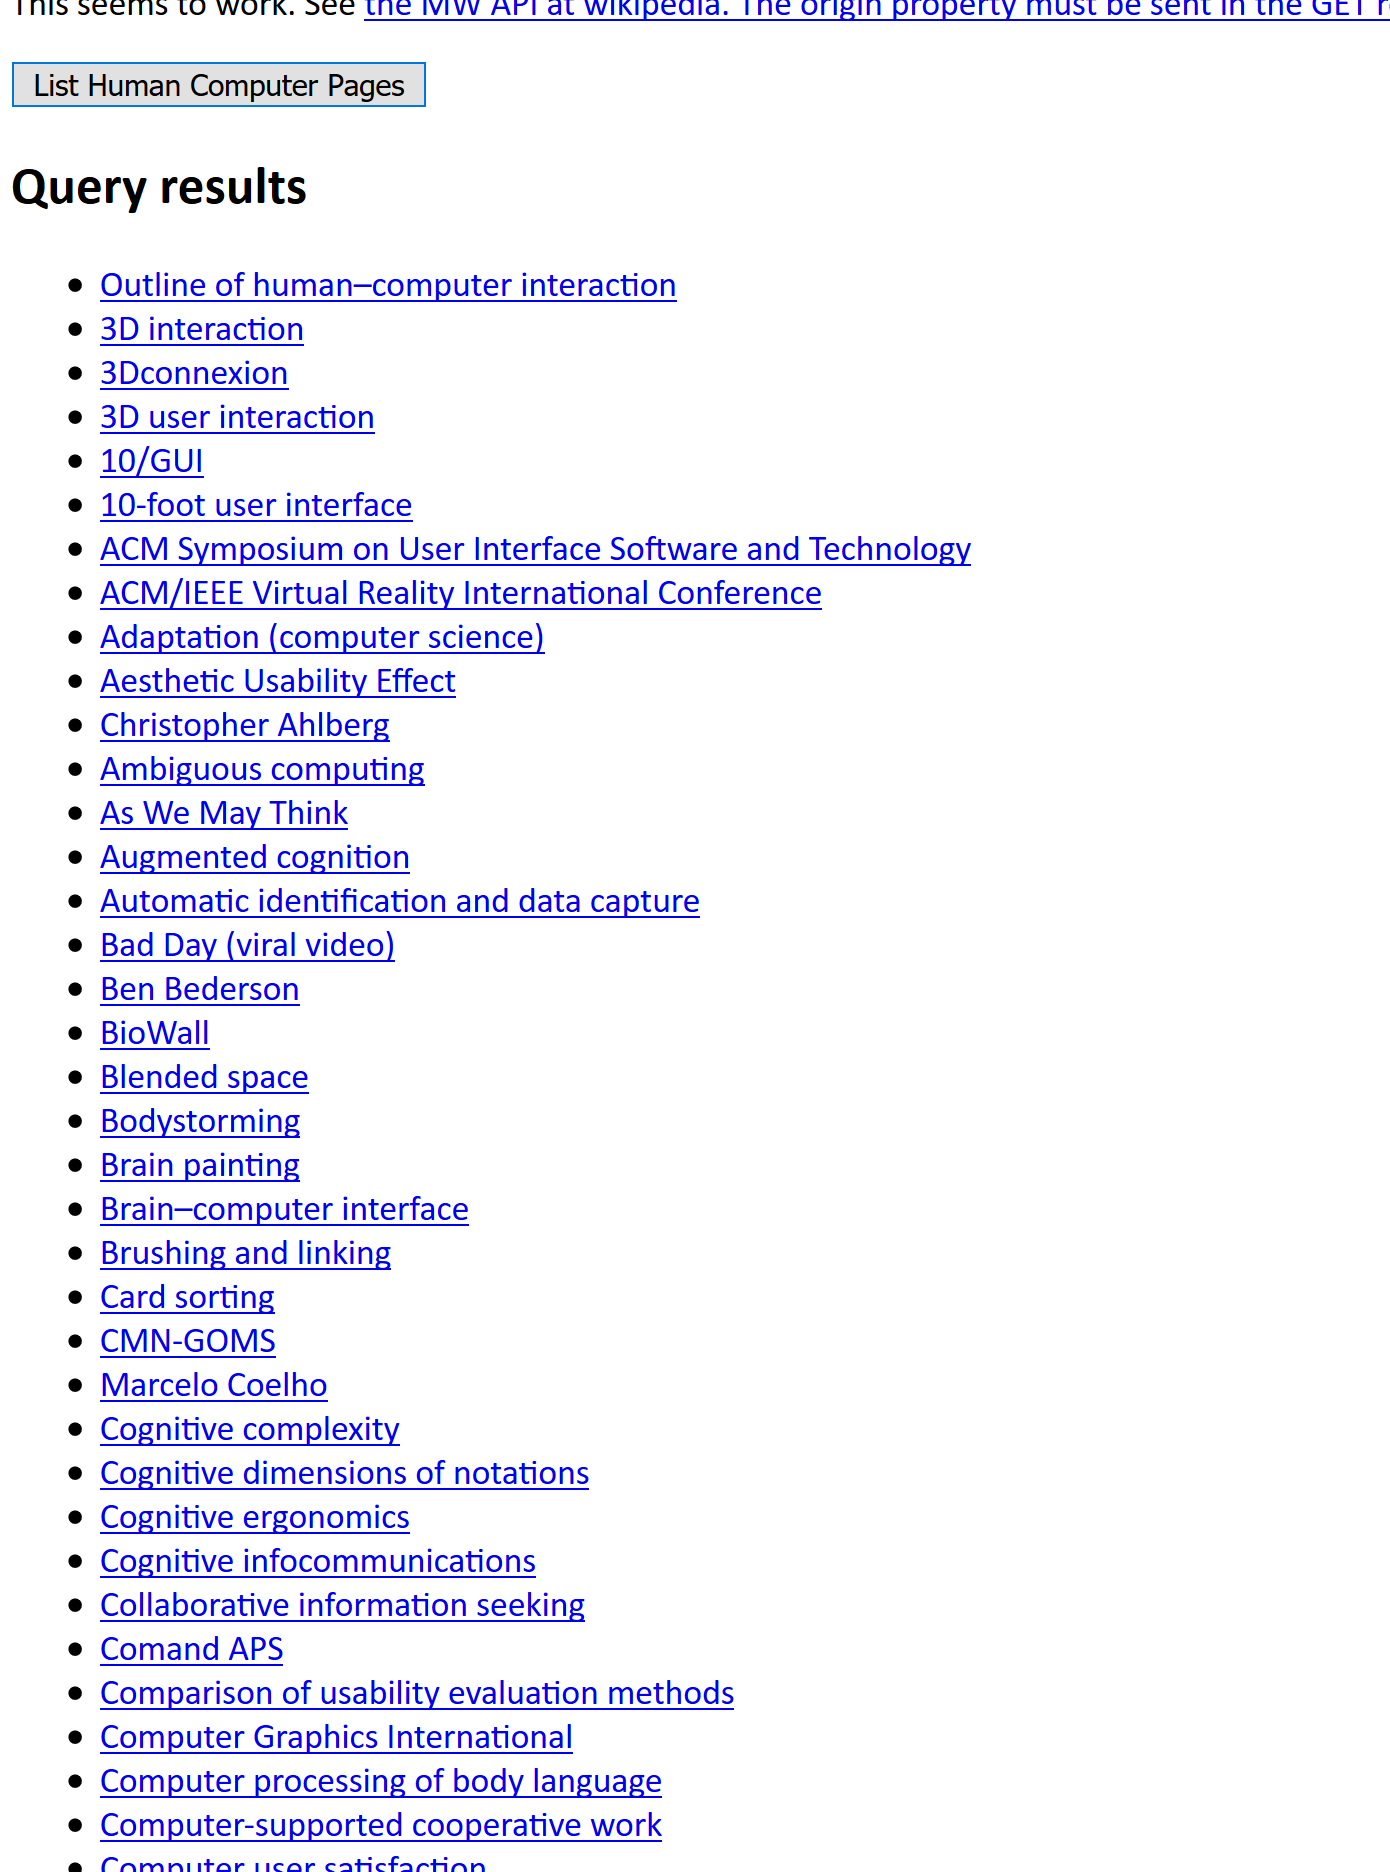 This seems to work. See the MW API at wikipedia. The origin property must be sent in the GET
List Human Computer Pages
Query results
Outline of human–computer interaction
3D interaction
3Dconnexion
3D user interaction
10/GUI
10-foot user interface
ACM Symposium on User Interface Software and Technology
ACM/IEEE Virtual Reality International Conference
Adaptation (computer science)
Aesthetic Usability Effect
Christopher Ahlberg
Ambiguous computing
As We May Think
Augmented cognition
Automatic identification and data capture
Bad Day (viral video)
Ben Bederson
BioWall
Blended space
Bodystorming
Brain painting
Brain–computer interface
Brushing and linking
Card sorting
CMN-GOMS
Marcelo Coelho
Cognitive complexity
Cognitive dimensions of notations
Cognitive ergonomics
Cognitive infocommunications
Collaborative information seeking
Comand APS
Comparison of usability evaluation methods
Computer Graphics International
Computer processing of body language
Computer-supported cooperative work
Computer user satisfaction